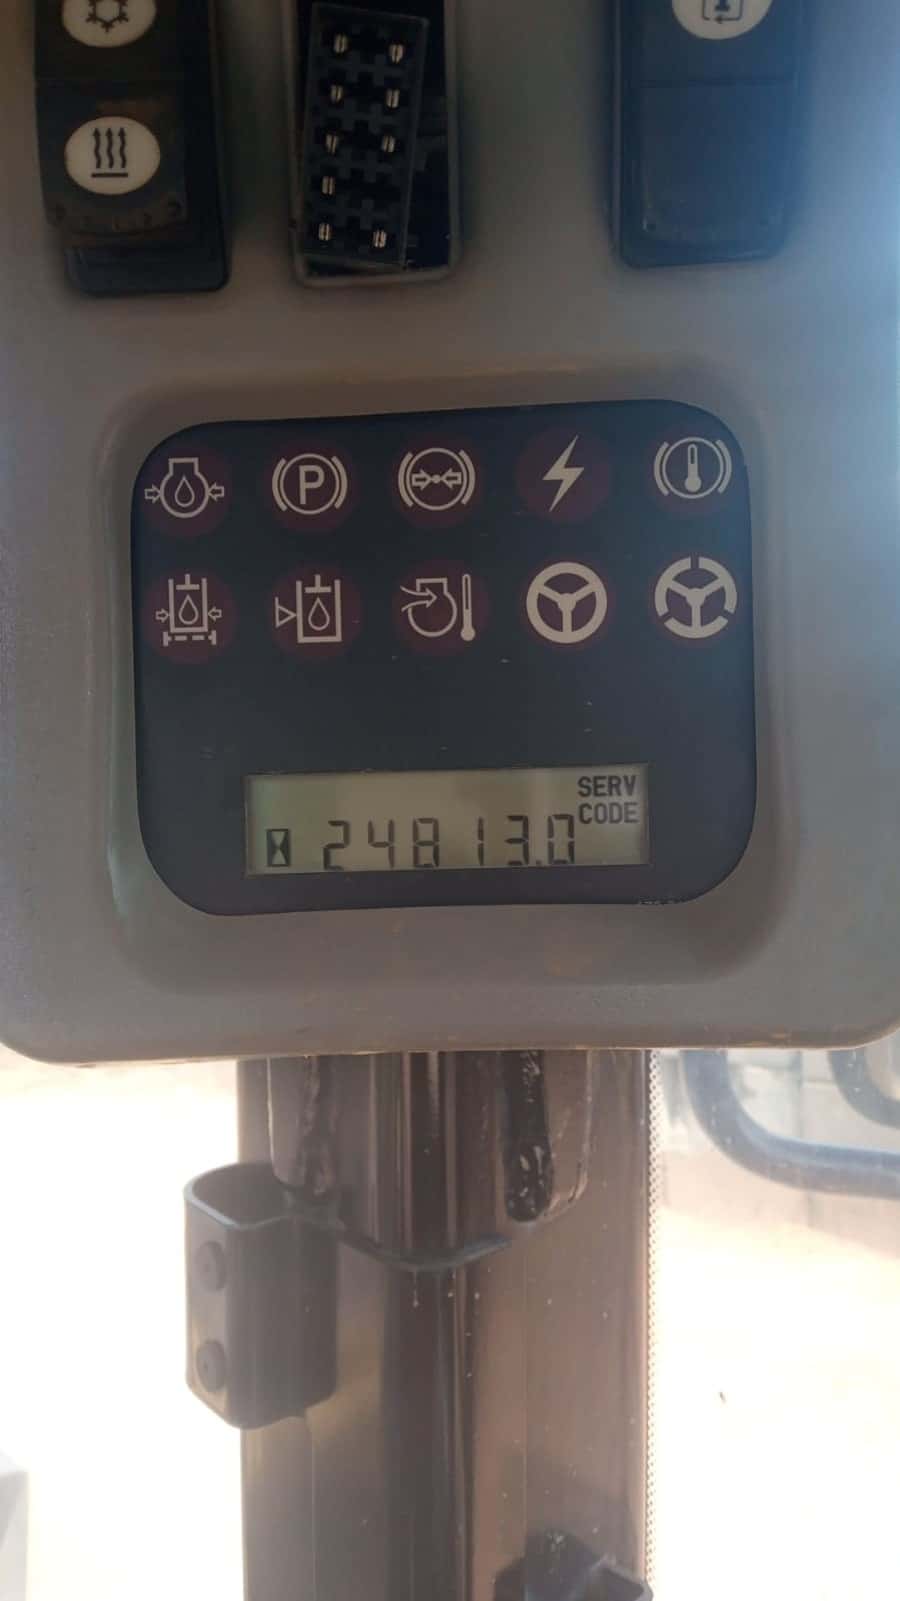 P
SERV
CODE
24813.0